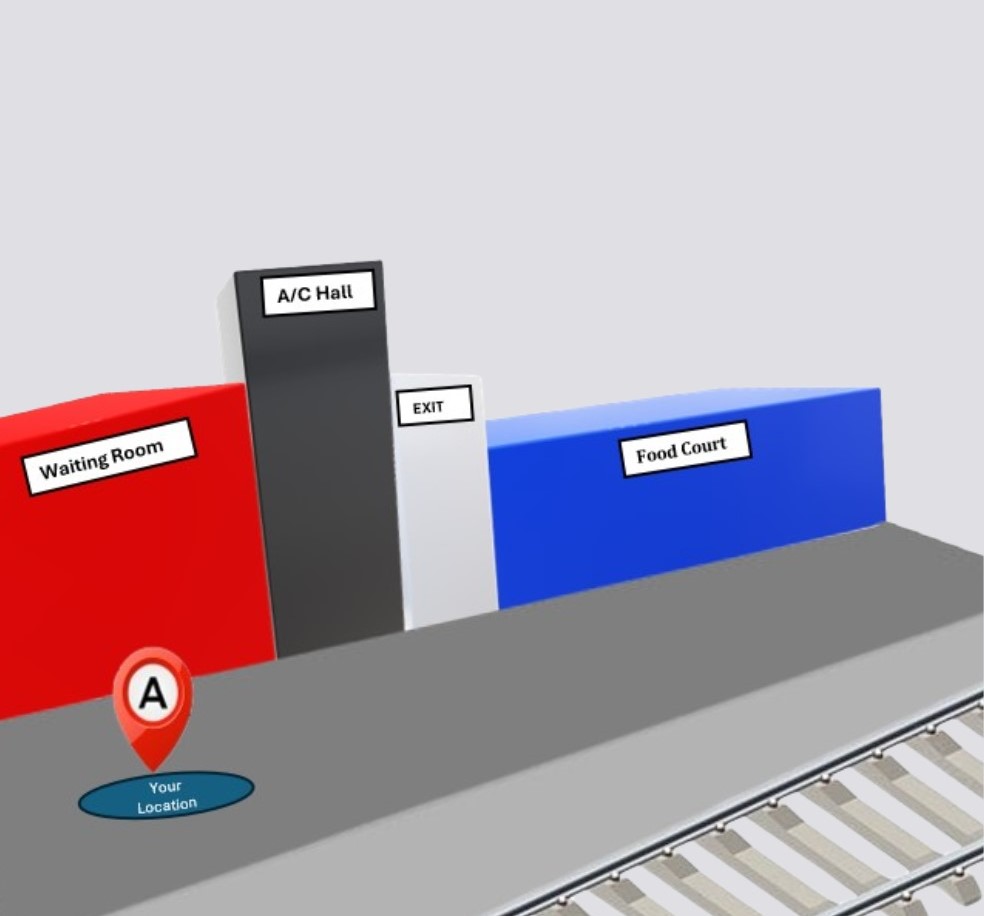 A/C Hall
EXIT
Waiting Room
Food Court
A
Your
Location